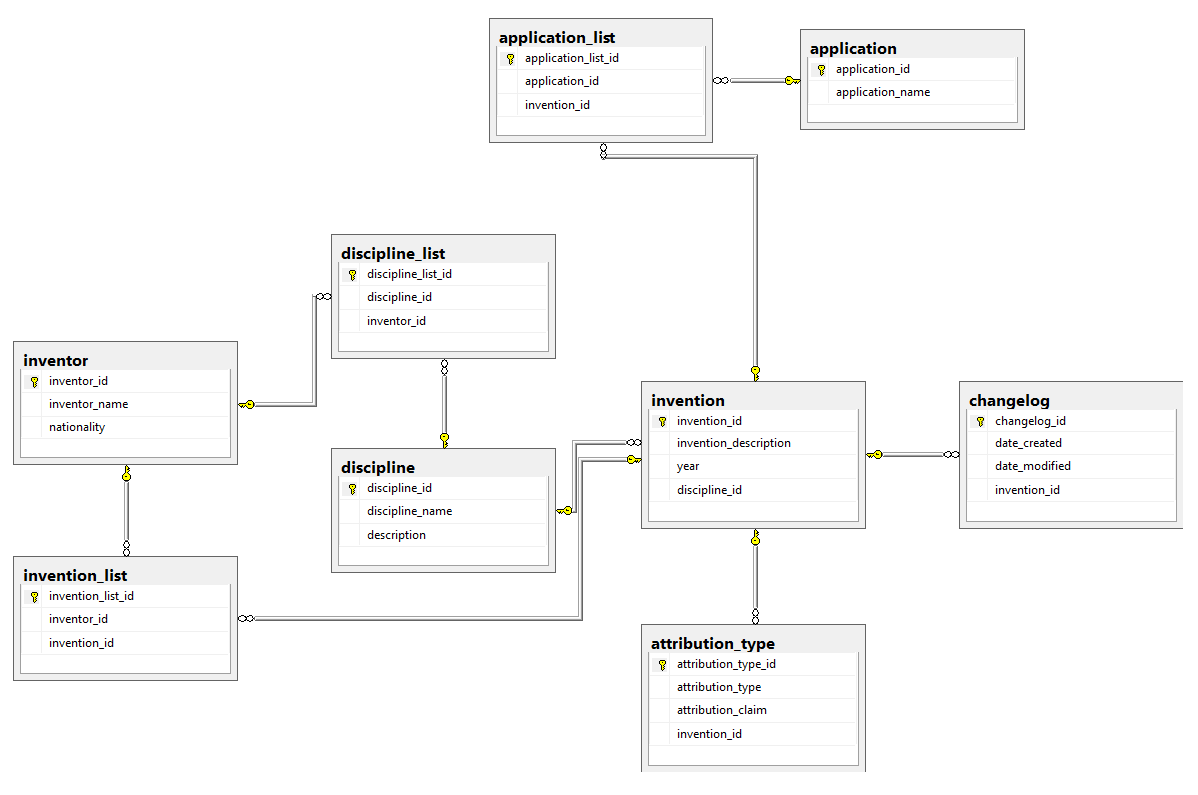 application_list
application_list_id
application_id
invention_id
application
application_id
application_name
discipline_list
discipline_list_id
discipline_id
inventor_id
inventor
inventor_id
inventor_name
nationality
discipline
discipline_id
discipline_name
description
invention
invention_id
invention_description
year
discipline_id
changelog
changelog_id
date_created
date_modified
invention_id
invention_list
invention_list_id
inventor_id
invention_id
attribution_type
attribution_type_id
attribution_type
attribution_claim
invention_id